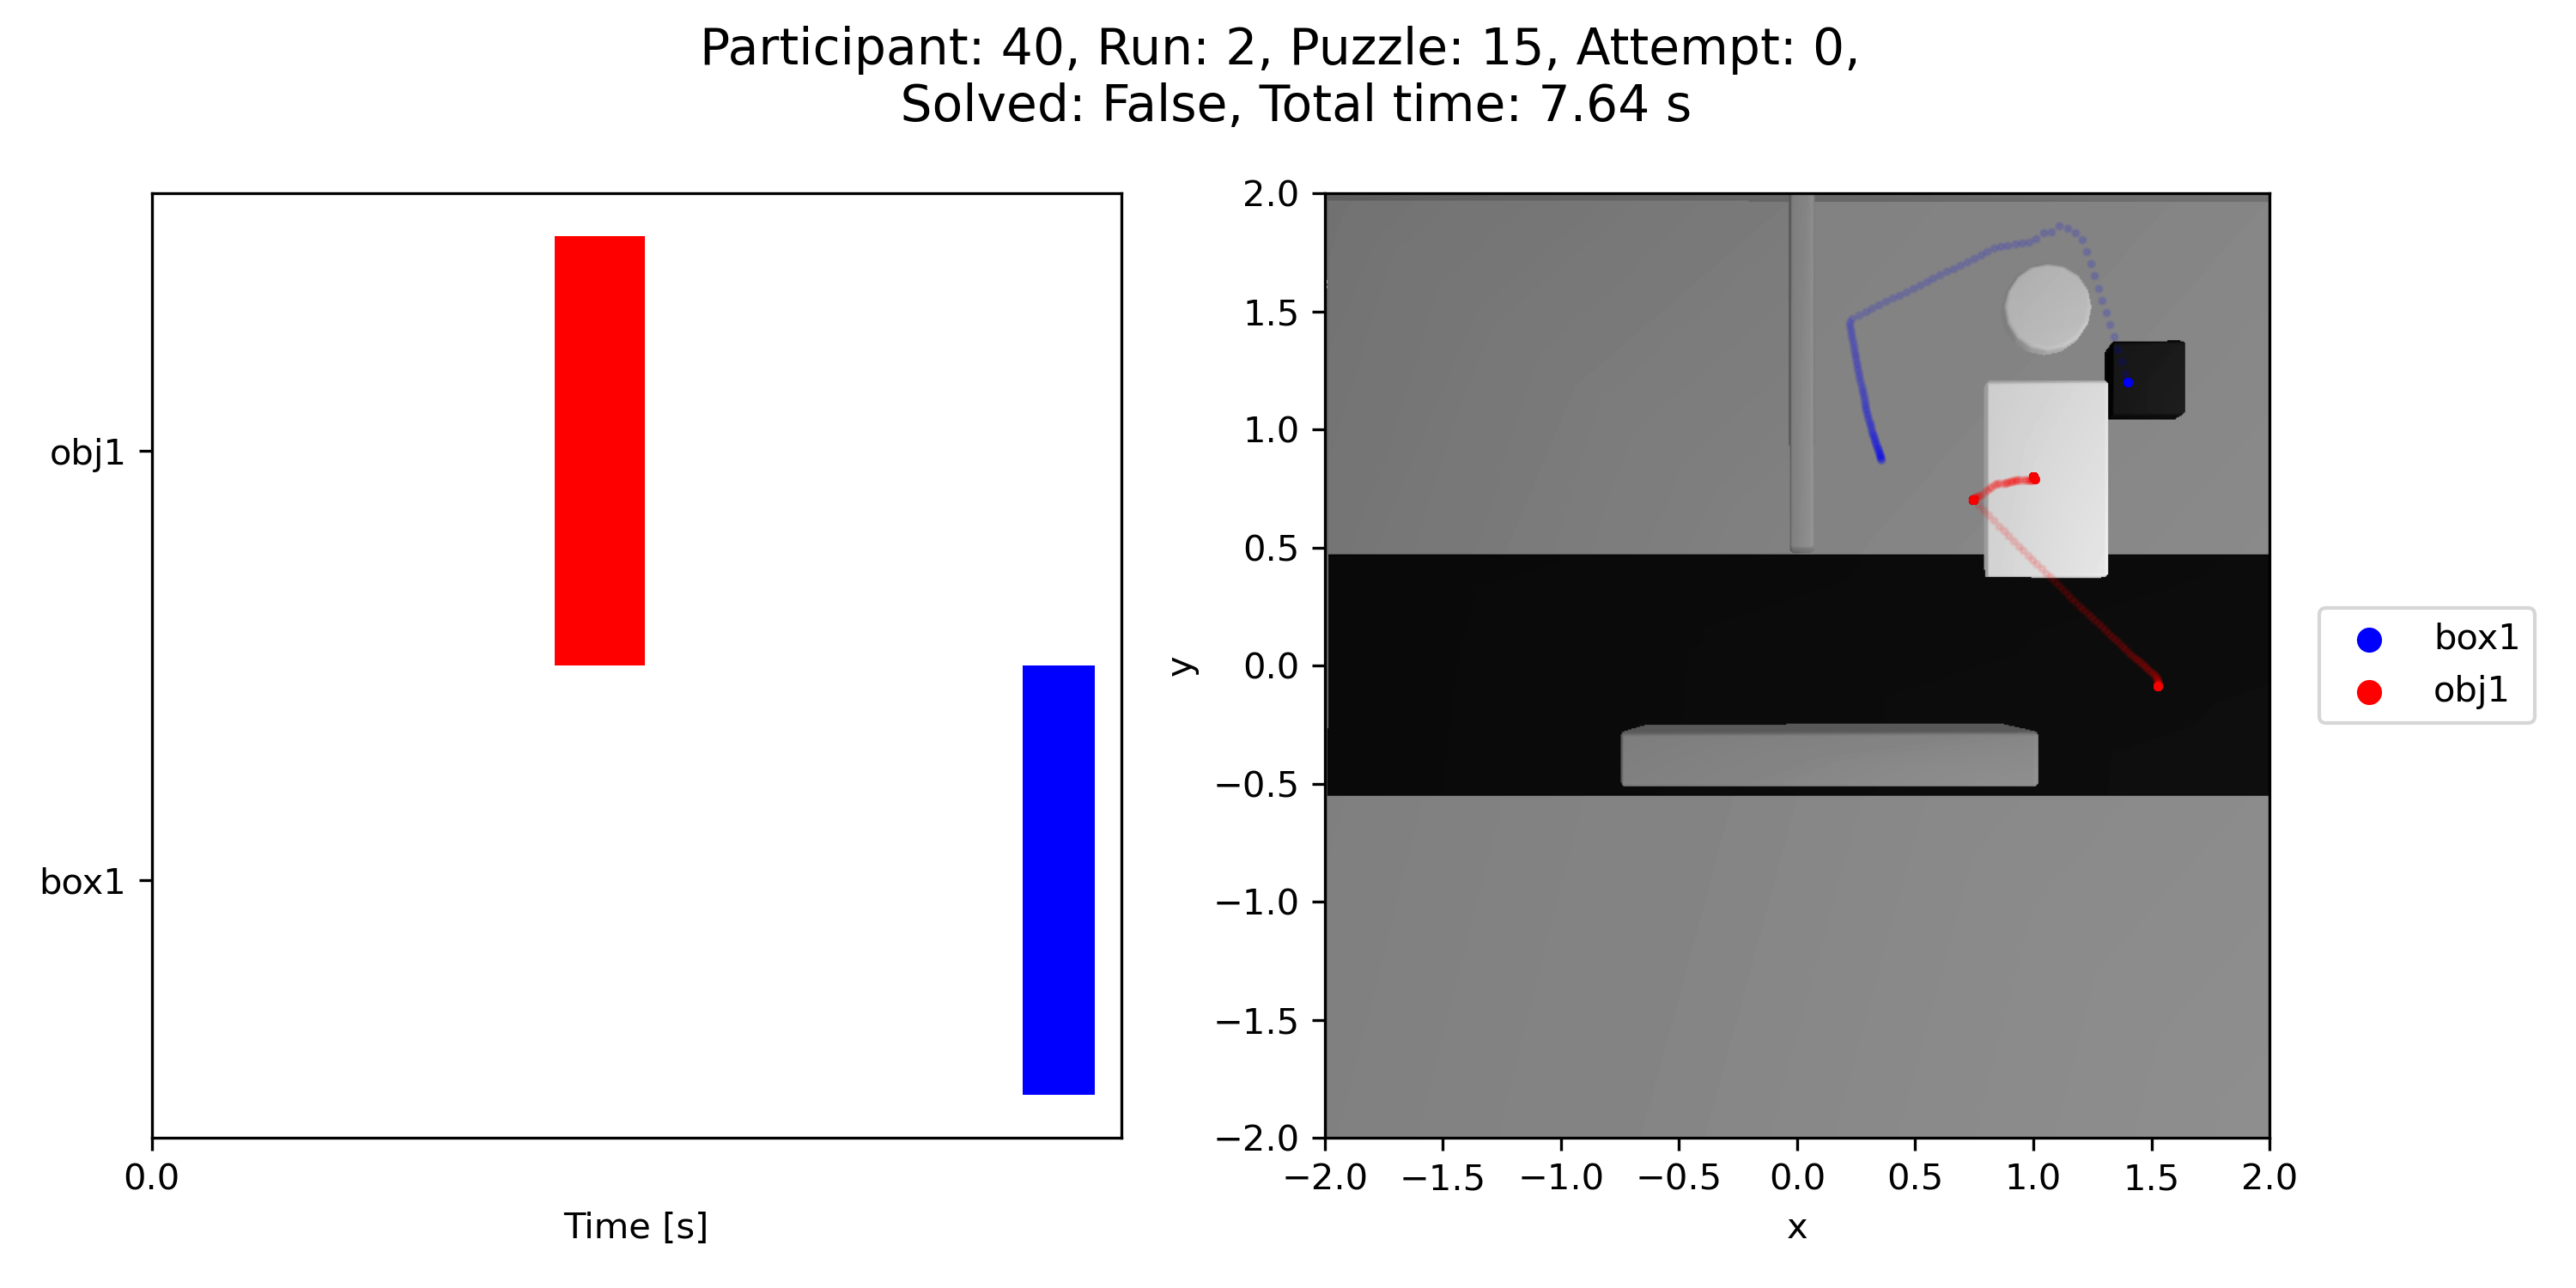 Participant: 40, Run: 2, Puzzle: 15, Attempt: 0,
Solved: False, Total time: 7.64 s
obj1
box1
0.0
Time [s]
2.0
1.5
1.0
0.5
0.0
−0.5
−1.0
−1.5
−2.0
y
−2.0 −1.5 −1.0 −0.5 0.0 0.5 1.0 1.5 2.0
x
box1
obj1